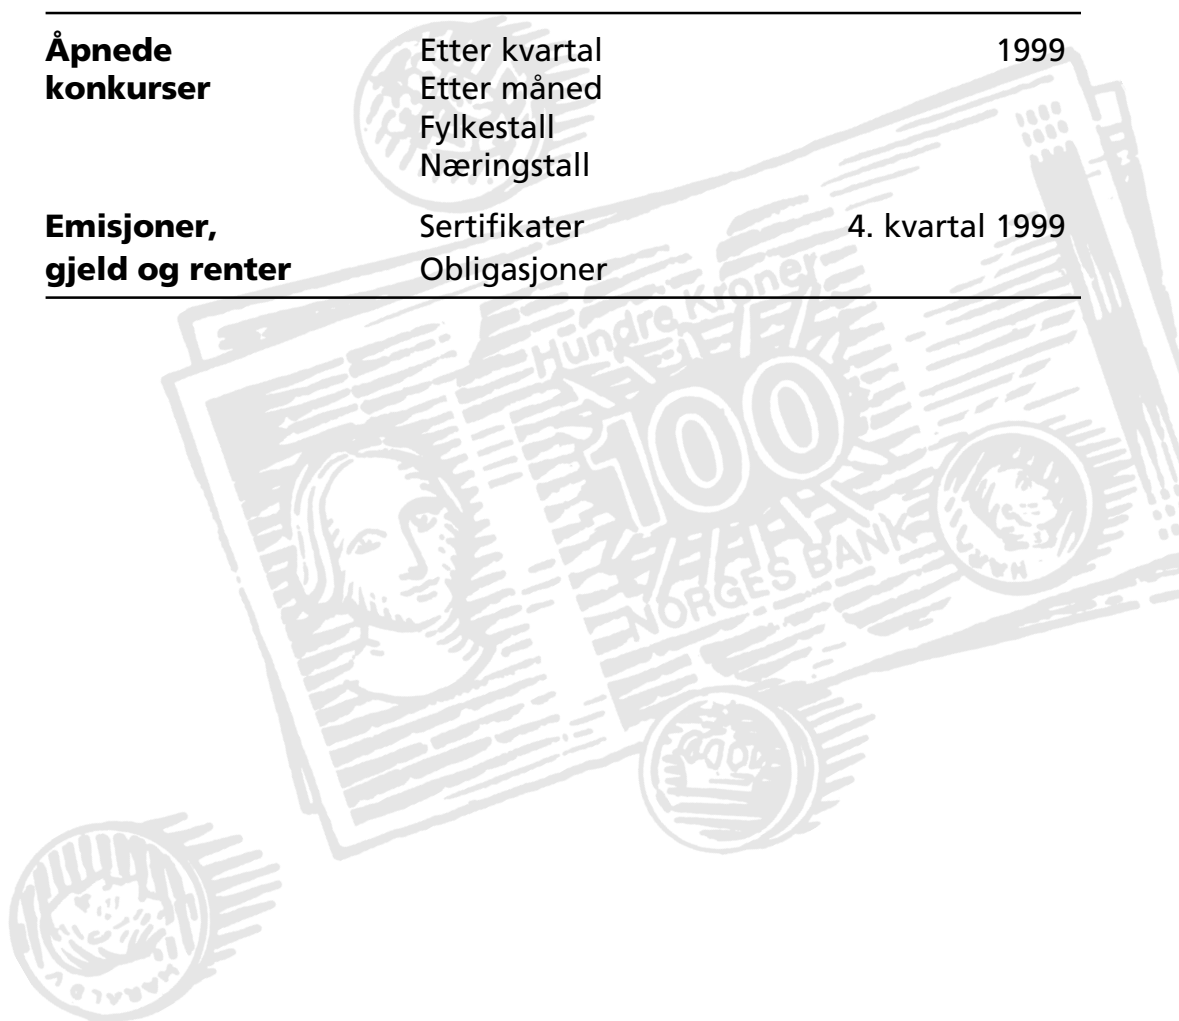 Åpnede Etter kvartal 1999
konkurser Etter måned
Fylkestall
Næringstall
Emisjoner, Sertifikater 4. kvartal 1999
gjeld og renter Obligasjoner
Hundre Kroner
100
NORGES BANK
HARALD V